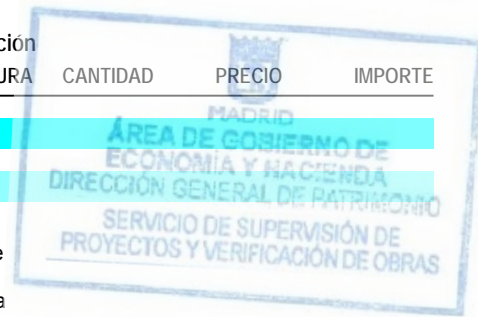 ción
URA CANTIDAD PRECIO IMPORTE
MADRID
ÁREA DE GOBIERNO DE
ECONOMÍA Y HACIENDA
DIRECCIÓN GENERAL DE PATRIMONIO
SERVICIO DE SUPERVISIÓN DE
PROYECTOS Y VERIFICACIÓN DE OBRAS
e
a